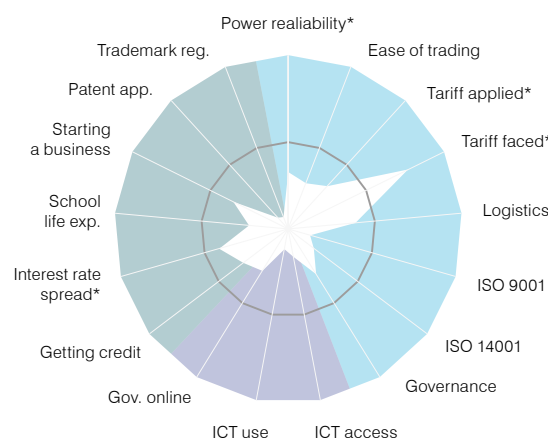 Power realiability*
Ease of trading
Tariff applied*
Tariff faced*
Logistics
ISO 9001
ISO 14001
Governance
ICT access
ICT use
Gov. online
Getting credit
Interest rate
spread*
School
life exp.
Starting
a business
Patent app.
Trademark reg.